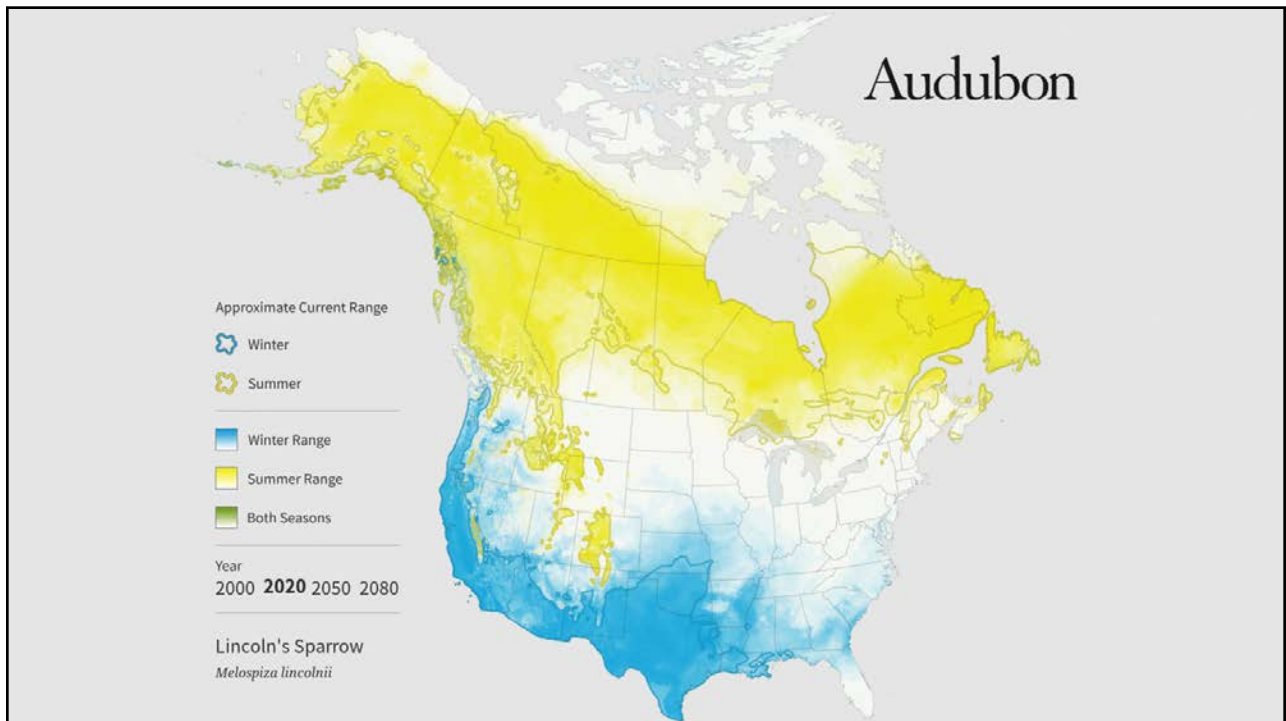 Audubon
Approximate Current Range
Winter
Summer
Winter Range
Summer Range
Both Seasons
Year
2000 2020 2050 2080
Lincoln's Sparrow
Melospiza lincolnii